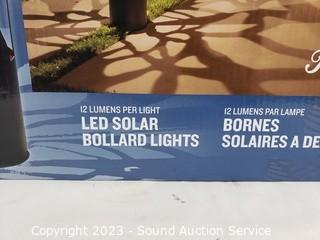 12 LUMENS PER LIGHT
LED SOLAR
BOLLARD LIGHTS
12 LUMENS PAR LAMPE
BORNES
SOLAIRES A DE
Copyright 2023 - Sound Auction Service